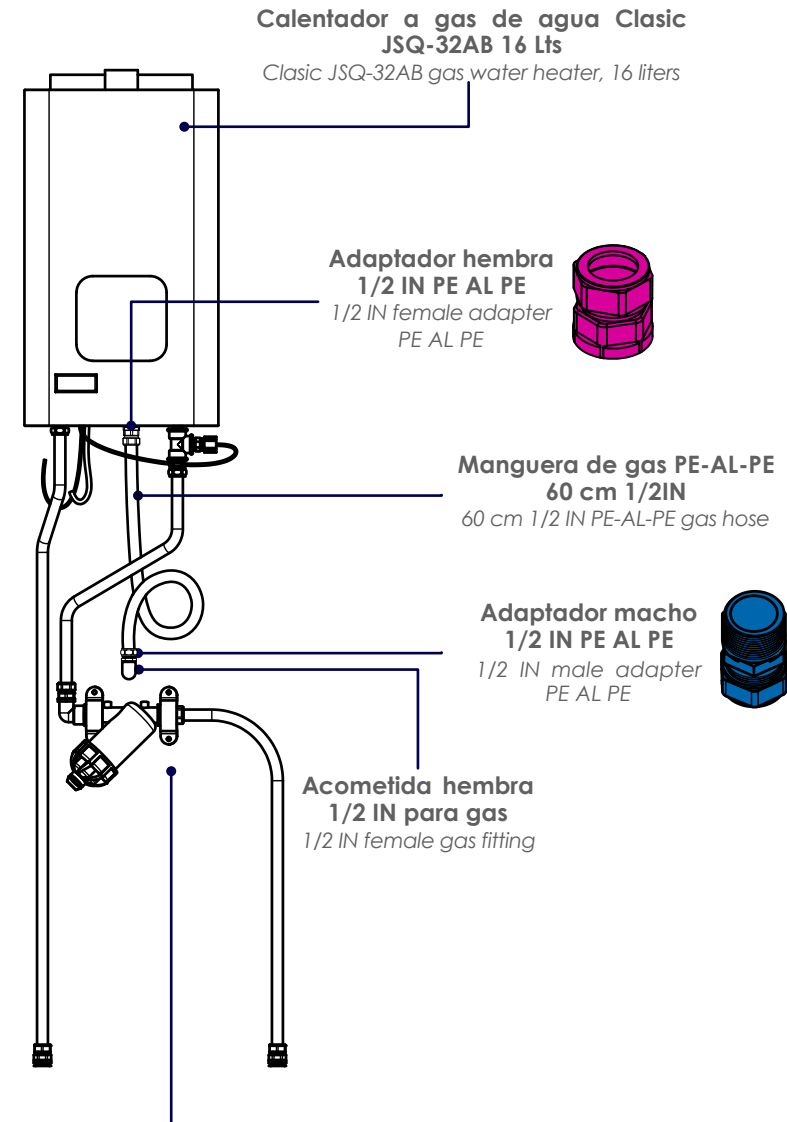 Calentador a gas de agua Clasic
JSQ-32AB 16 Lts
Clasic JSQ-32AB gas water heater, 16 liters
Adaptador hembra
1/2 IN PE AL PE
1/2 IN female adapter
PE AL PE
Manguera de gas PE-AL-PE
60 cm 1/2IN
60 cm 1/2 IN PE-AL-PE gas hose
Adaptador macho
1/2 IN PE AL PE
1/2 IN male adapter
PE AL PE
Acometida hembra
1/2 IN para gas
1/2 IN female gas fitting